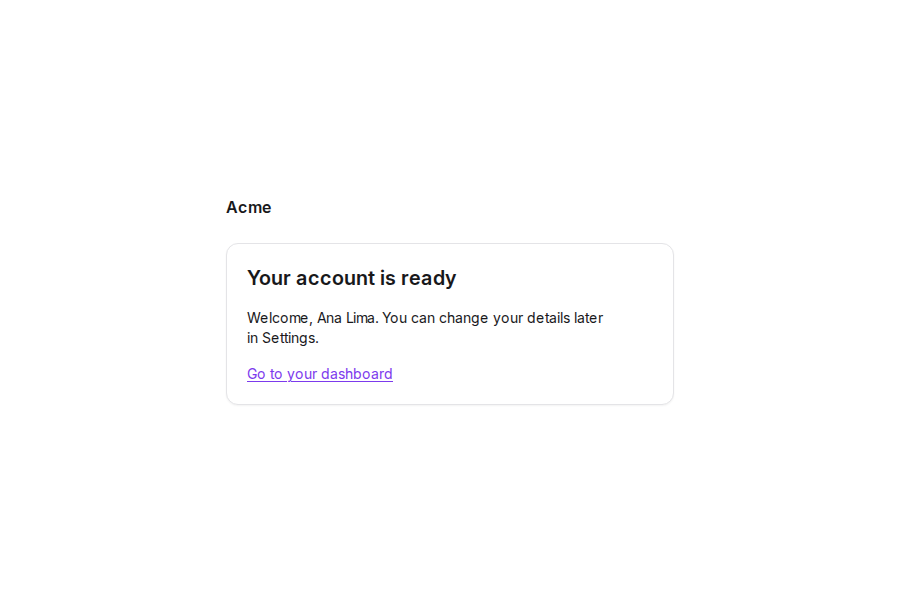 Acme
Your account is ready
Welcome, Ana Lima. You can change your details later
in Settings.
Go to your dashboard